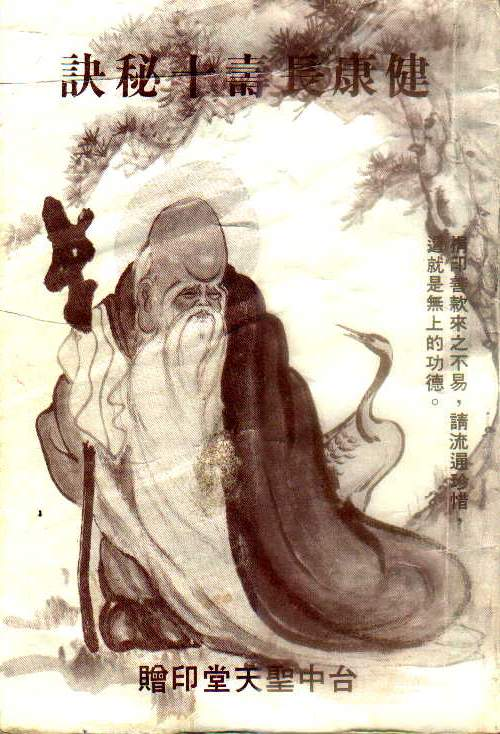 健康長壽十秘訣
捐印善款來之不易，請流通珍惜，
這就是無上的功德。
台中聖天堂印贈